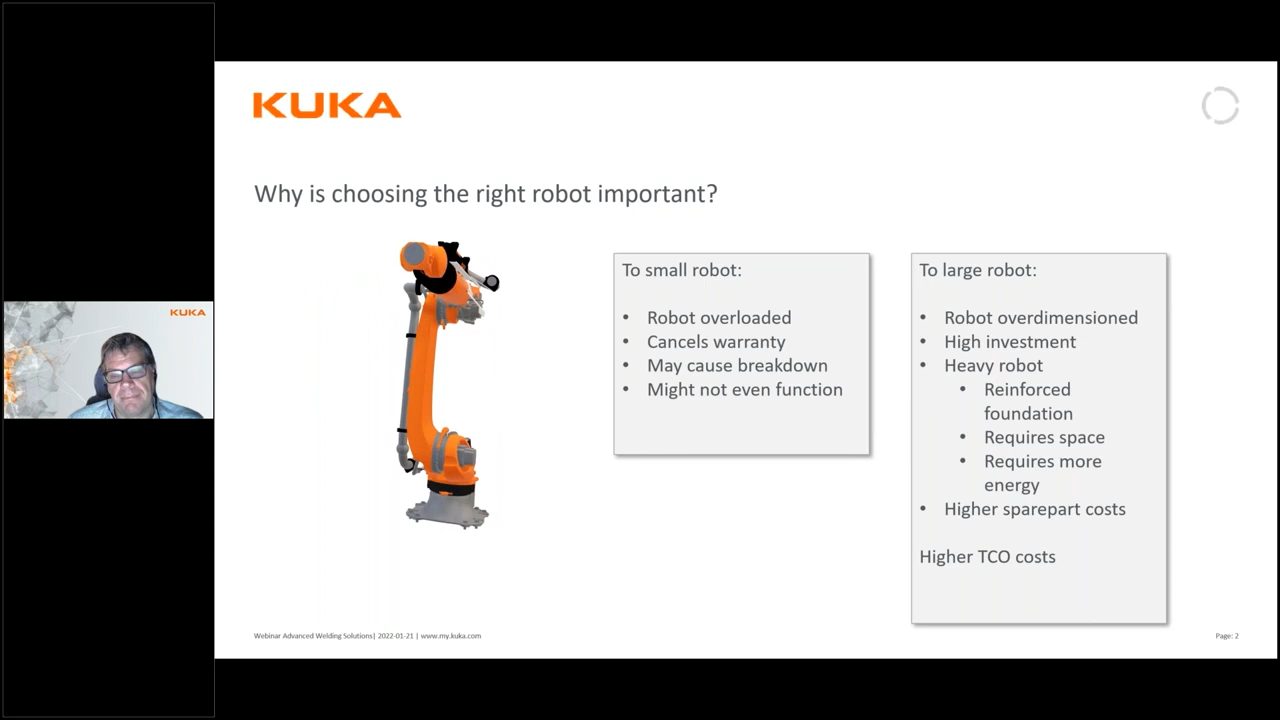 KUKA
Why is choosing the right robot important?
To small robot:
• Robot overloaded
• Cancels warranty
• May cause breakdown
• Might not even function
To large robot:
• Robot overdimensioned
• High investment
• Heavy robot
• Reinforced
foundation
• Requires space
• Requires more
energy
• Higher sparepart costs
Higher TCO costs
KUKA
Webinar Advanced Welding Solutions| 2022-01-21 | www.my.kuka.com
Page: 2